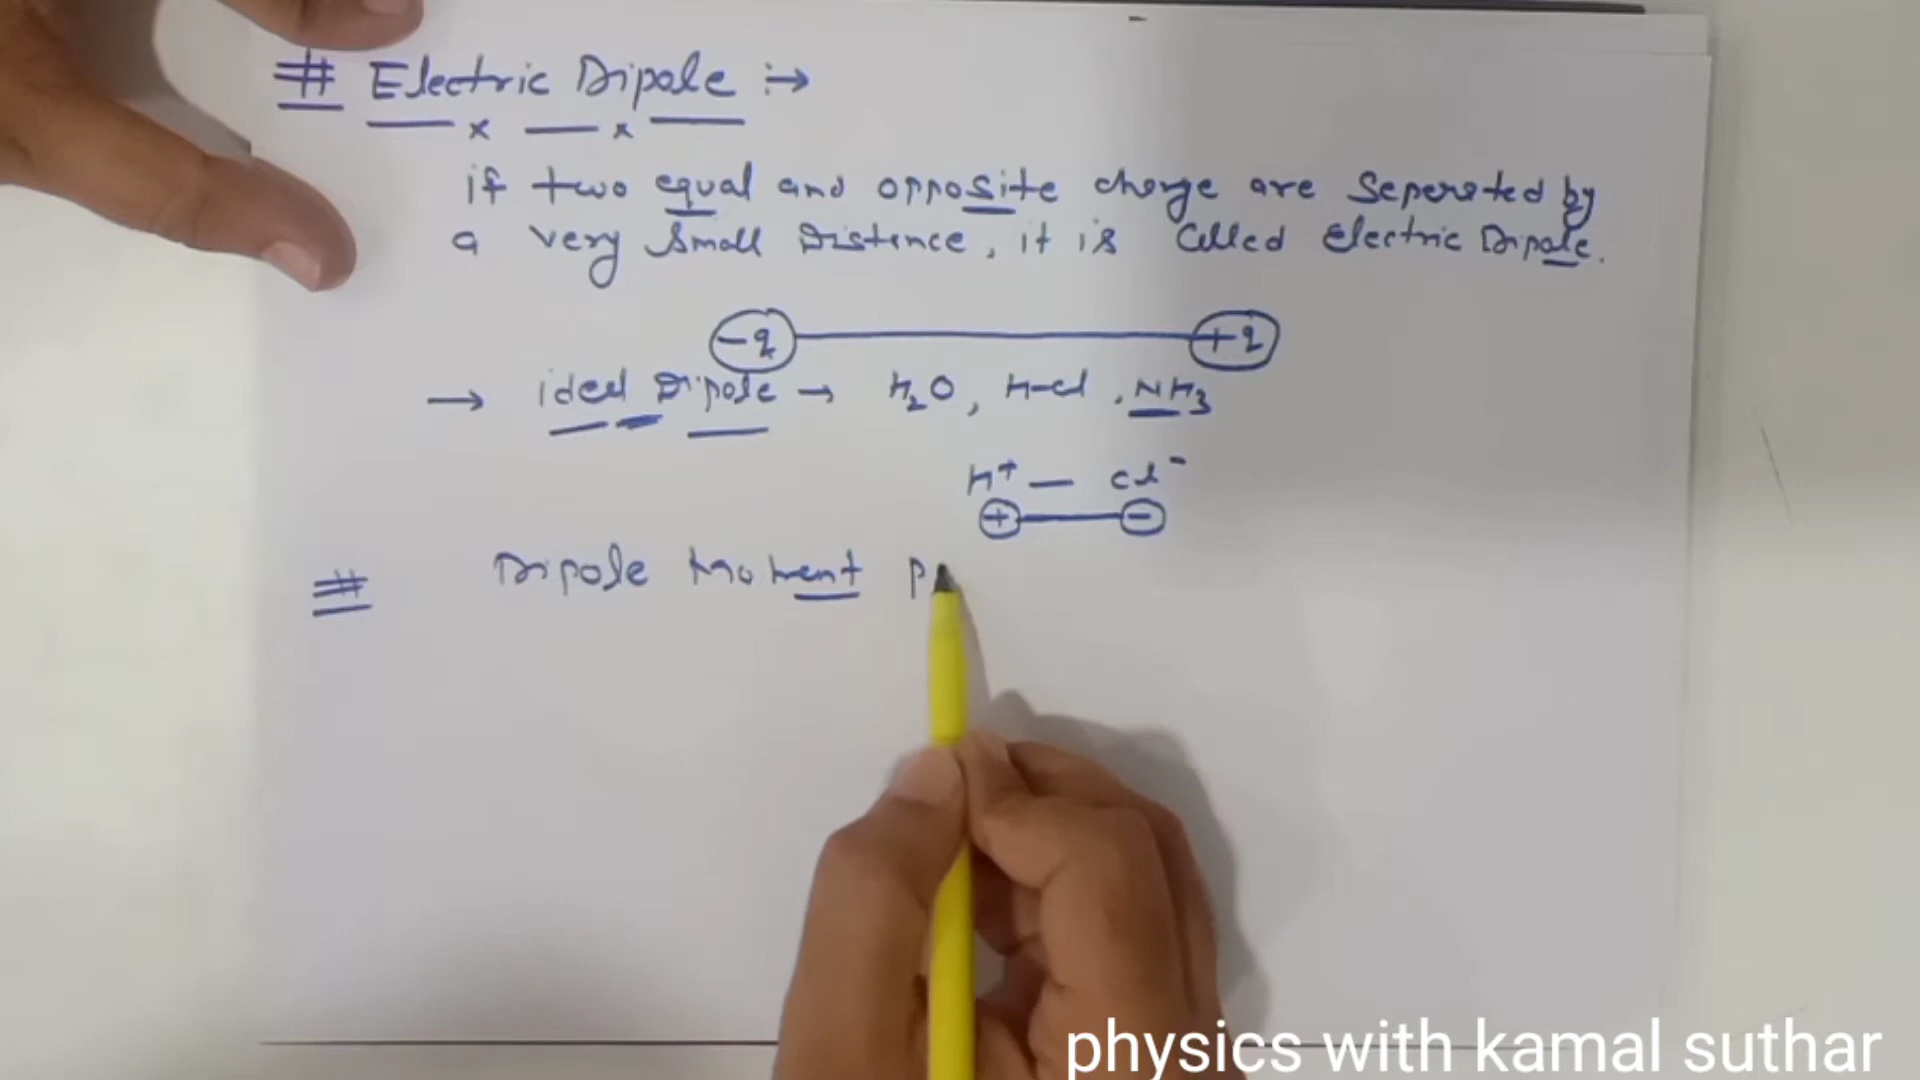 # Electric Dipole :→
if two equal and opposite charge are Seperated by
a very small Distance, it is Called Electric Dipole.
-q +q
→ ideal Dipole → H₂O, H-Cl, NH₃
H⁺ — Cl⁻
+ -
# Dipole Moment P
physics with kamal suthar